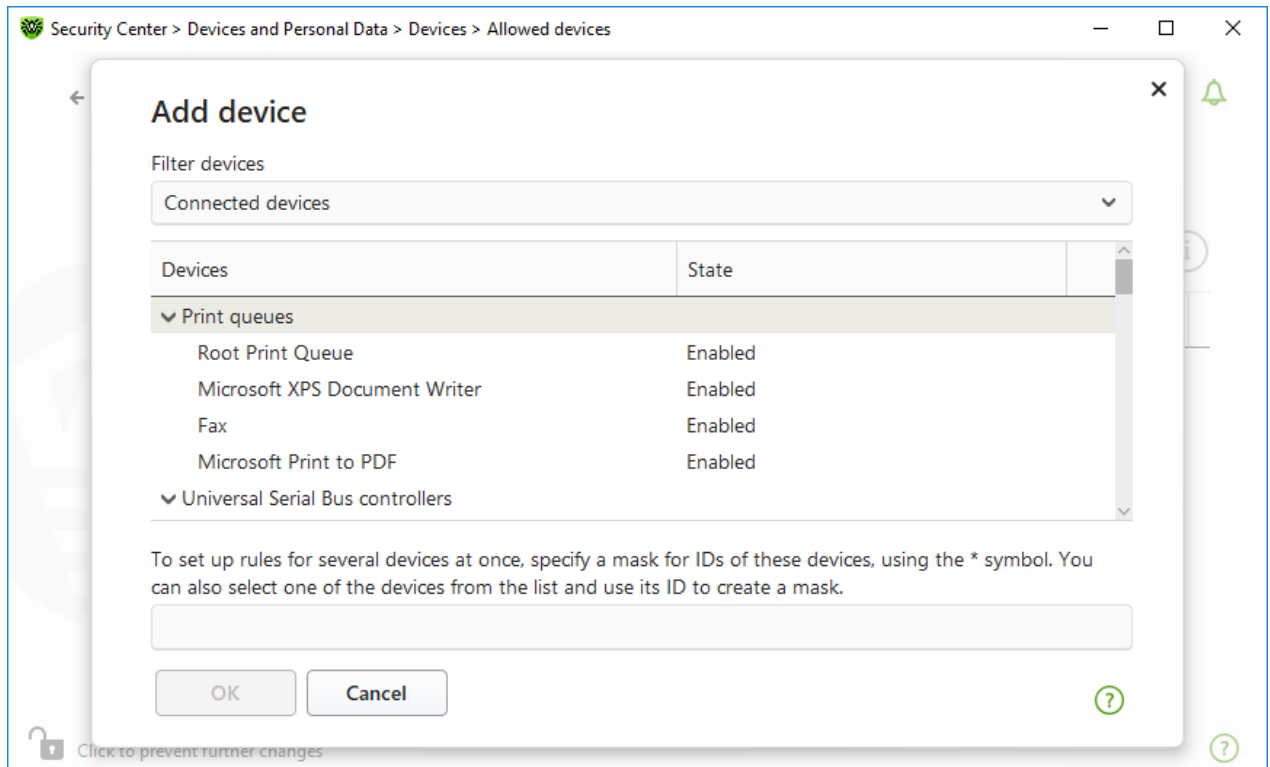 Security Center > Devices and Personal Data > Devices > Allowed devices
Add device
Filter devices
Connected devices
Devices State
Print queues
Root Print Queue Enabled
Microsoft XPS Document Writer Enabled
Fax Enabled
Microsoft Print to PDF Enabled
Universal Serial Bus controllers
To set up rules for several devices at once, specify a mask for IDs of these devices, using the * symbol. You
can also select one of the devices from the list and use its ID to create a mask.
OK Cancel
Click to prevent further changes